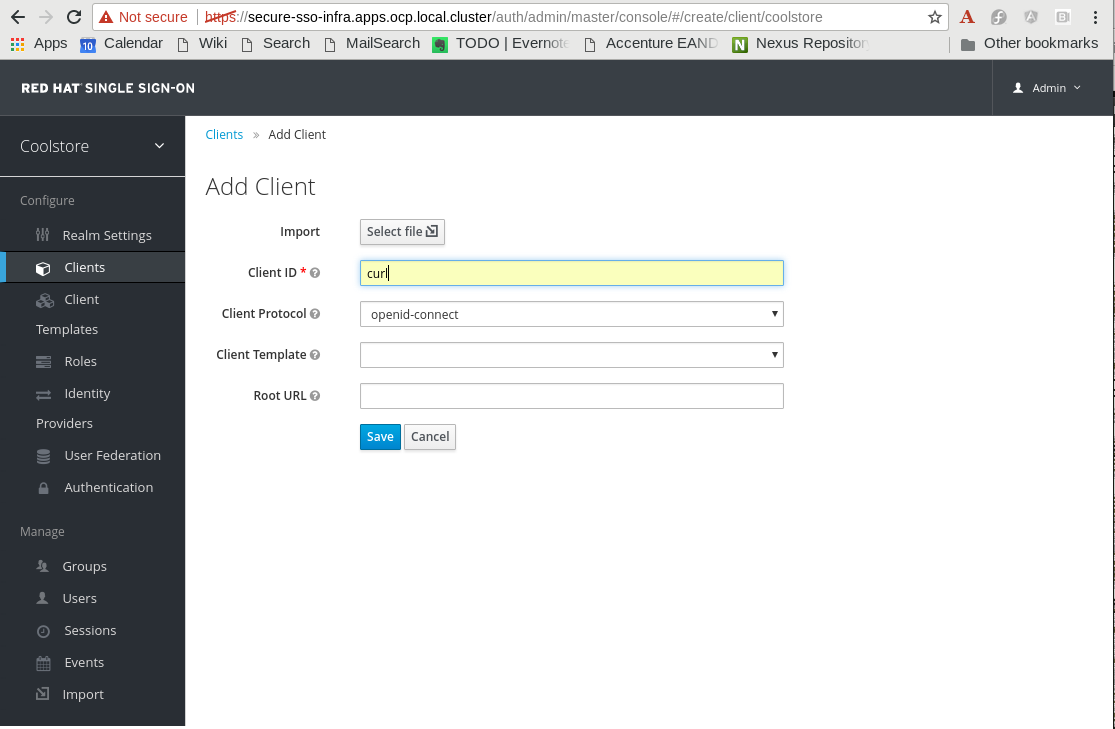 Not secure https://secure-sso-infra.apps.ocp.local.cluster/auth/admin/master/console/#/create/client/coolstore
Apps 10 Calendar Wiki Search MailSearch TODO | Evernote Accenture EAND Nexus Repository Other bookmarks
RED HAT SINGLE SIGN-ON Admin
Coolstore
Configure
Realm Settings
Clients
Client
Templates
Roles
Identity
Providers
User Federation
Authentication
Manage
Groups
Users
Sessions
Events
Import
Clients » Add Client
Add Client
Import Select file
Client ID * curl
Client Protocol openid-connect
Client Template
Root URL
Save Cancel